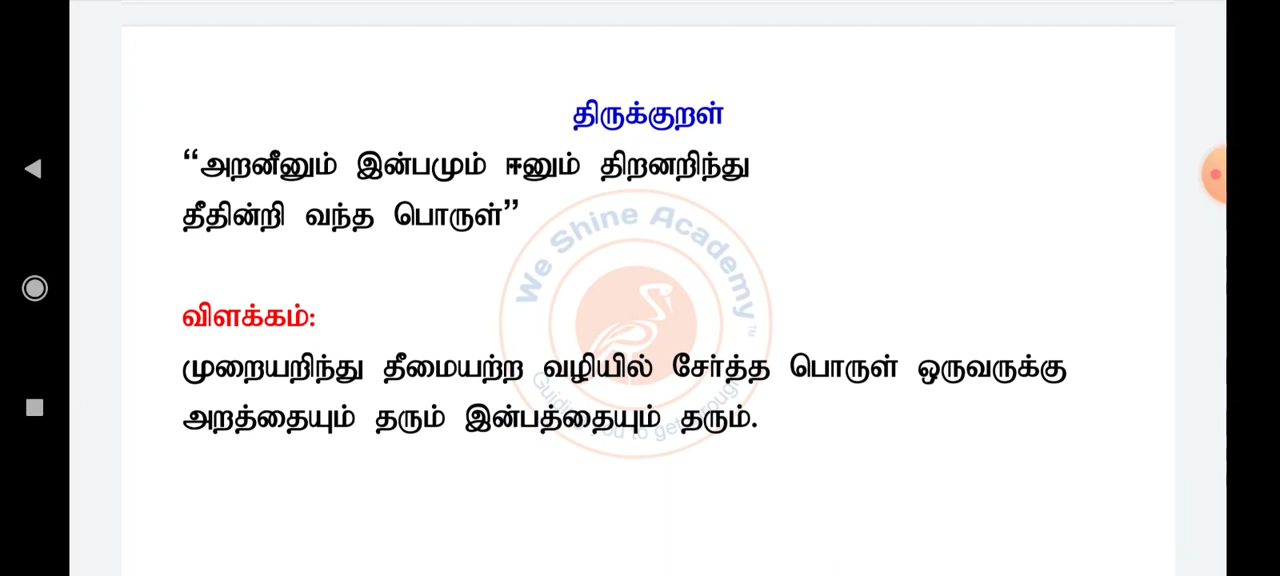 திருக்குறள்
“அறனீனும் இன்பமும் ஈனும் திறனறிந்து
தீதின்றி வந்த பொருள்”
We Shine Academy
விளக்கம்:
முறையறிந்து தீமையற்ற வழியில் சேர்த்த பொருள் ஒருவருக்கு
அறத்தையும் தரும் இன்பத்தையும் தரும்.